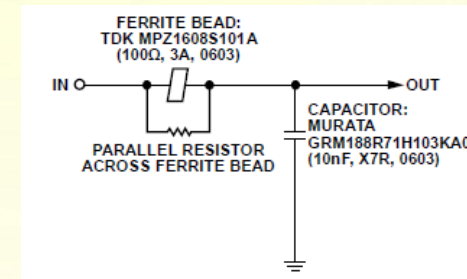 FERRITE BEAD:
TDK MPZ1608S101A
(100Ω, 3A, 0603)
IN
OUT
PARALLEL RESISTOR
ACROSS FERRITE BEAD
CAPACITOR:
MURATA
GRM188R71H103KA0
(10nF, X7R, 0603)